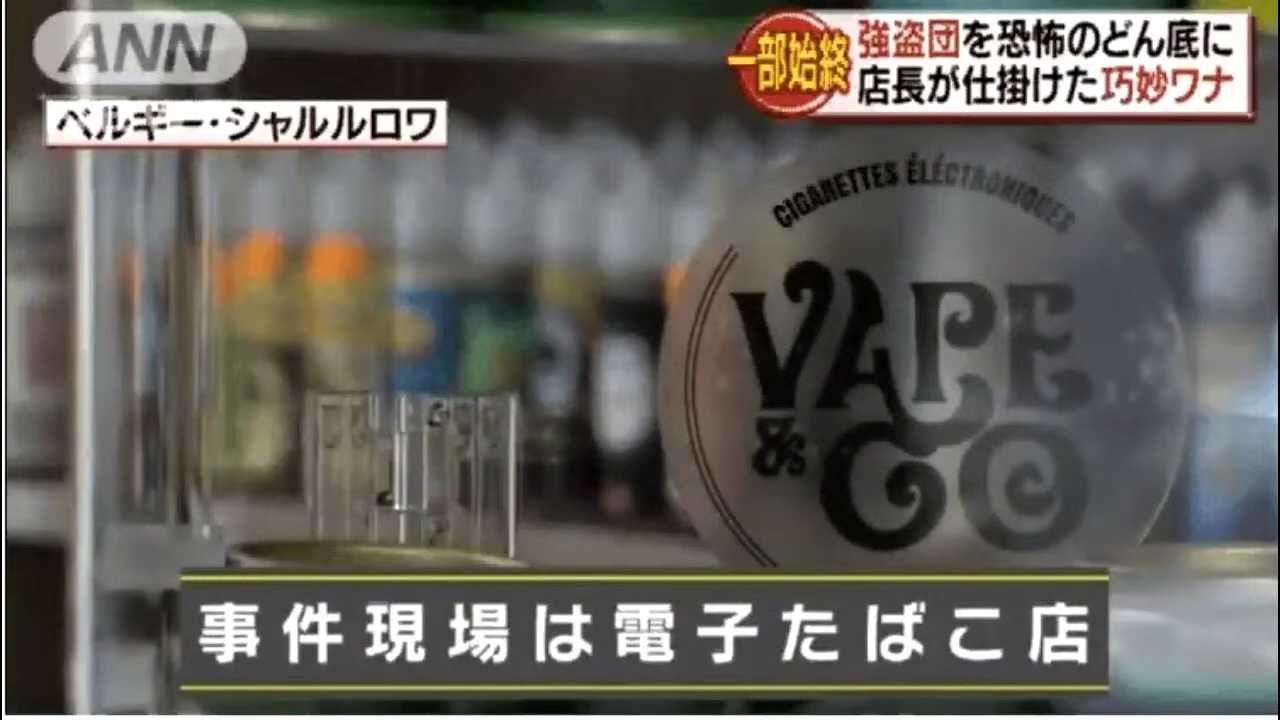 ANN
ベルギー・シャルルロワ
一部始終
強盗団を恐怖のどん底に
店長が仕掛けた巧妙ワナ
CIGARETTES ÉLÉCTRONIQUES
VAPE
& CO
事件現場は電子たばこ店